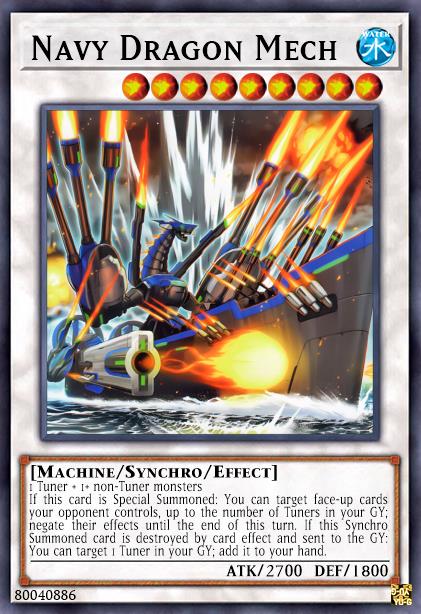 NAVY DRAGON MECH
WATER
水
[MACHINE/SYNCHRO/EFFECT]
1 Tuner + 1+ non-Tuner monsters
If this card is Special Summoned: You can target face-up cards
your opponent controls, up to the number of Tuners in your GY;
negate their effects until the end of this turn. If this Synchro
Summoned card is destroyed by card effect and sent to the GY:
You can target 1 Tuner in your GY; add it to your hand.
ATK/2700 DEF/1800
80040886